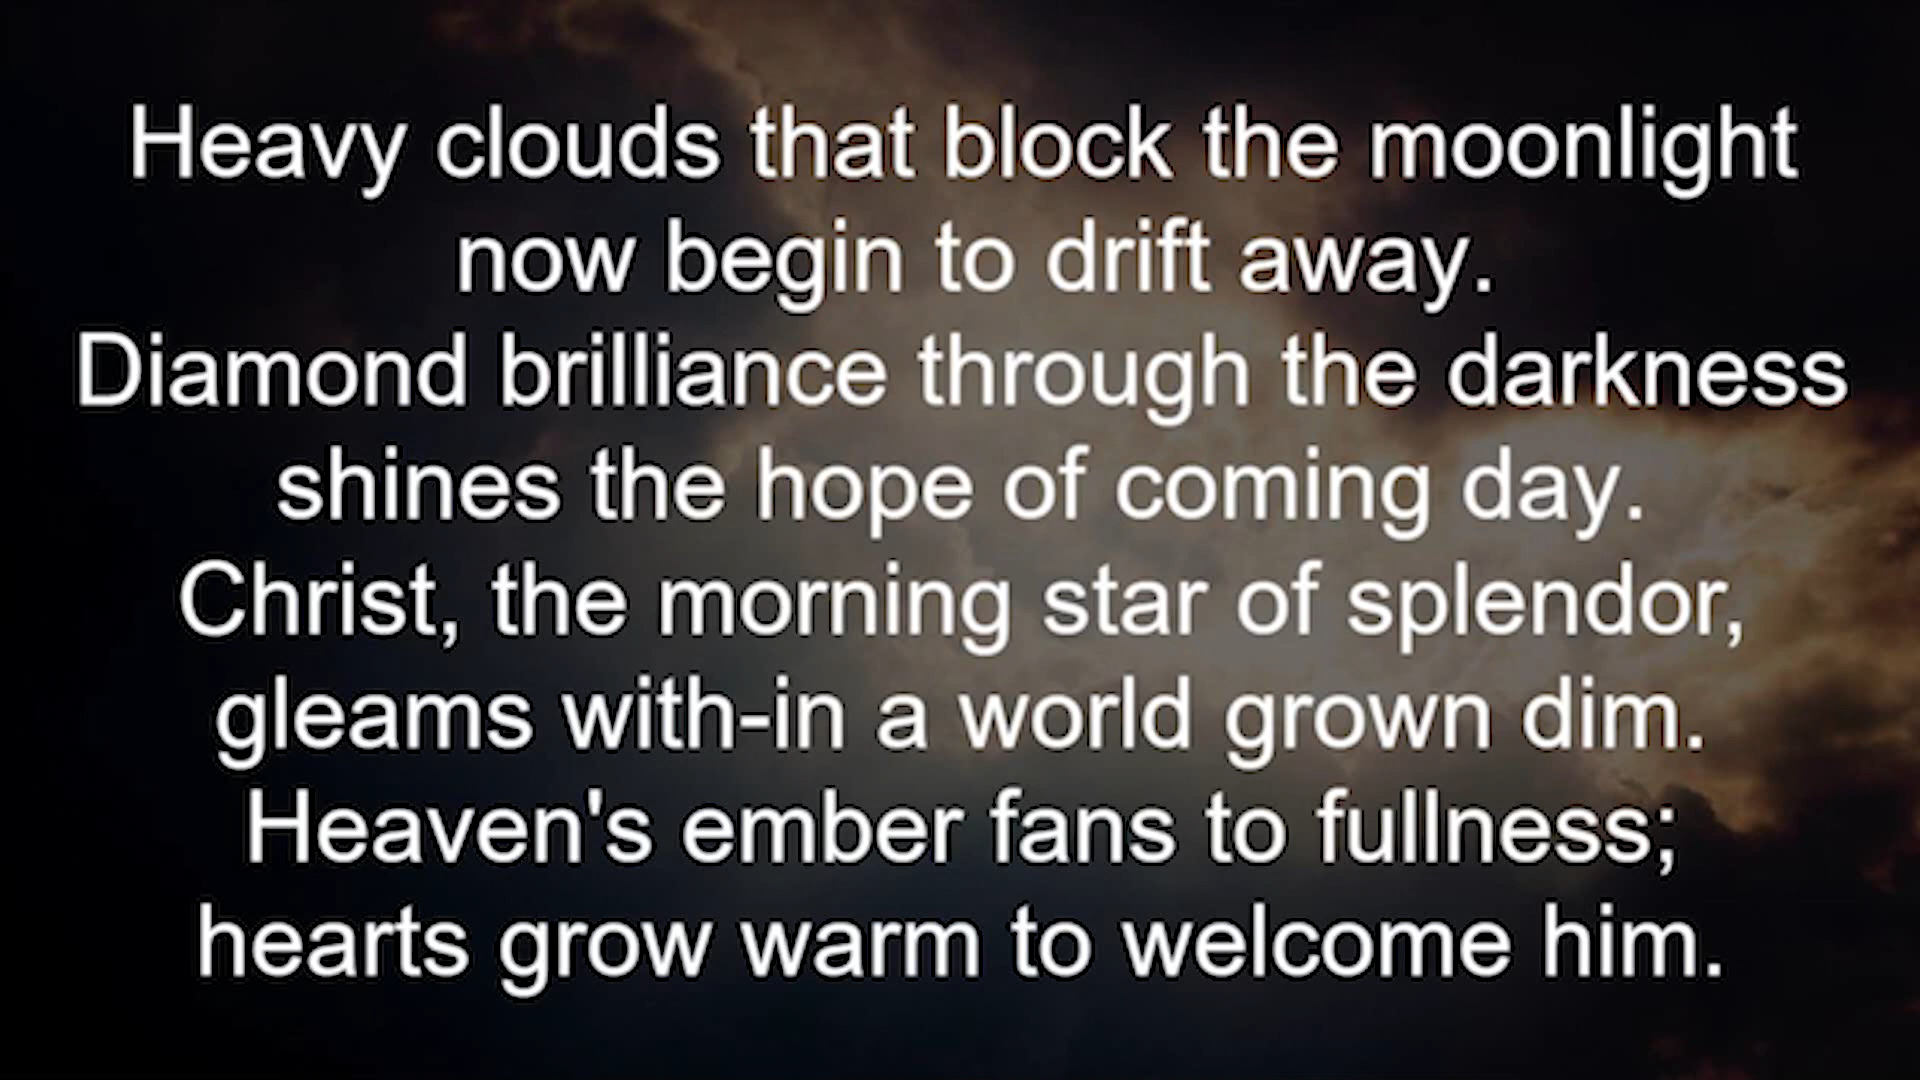 Heavy clouds that block the moonlight
now begin to drift away.
Diamond brilliance through the darkness
shines the hope of coming day.
Christ, the morning star of splendor,
gleams with-in a world grown dim.
Heaven's ember fans to fullness;
hearts grow warm to welcome him.